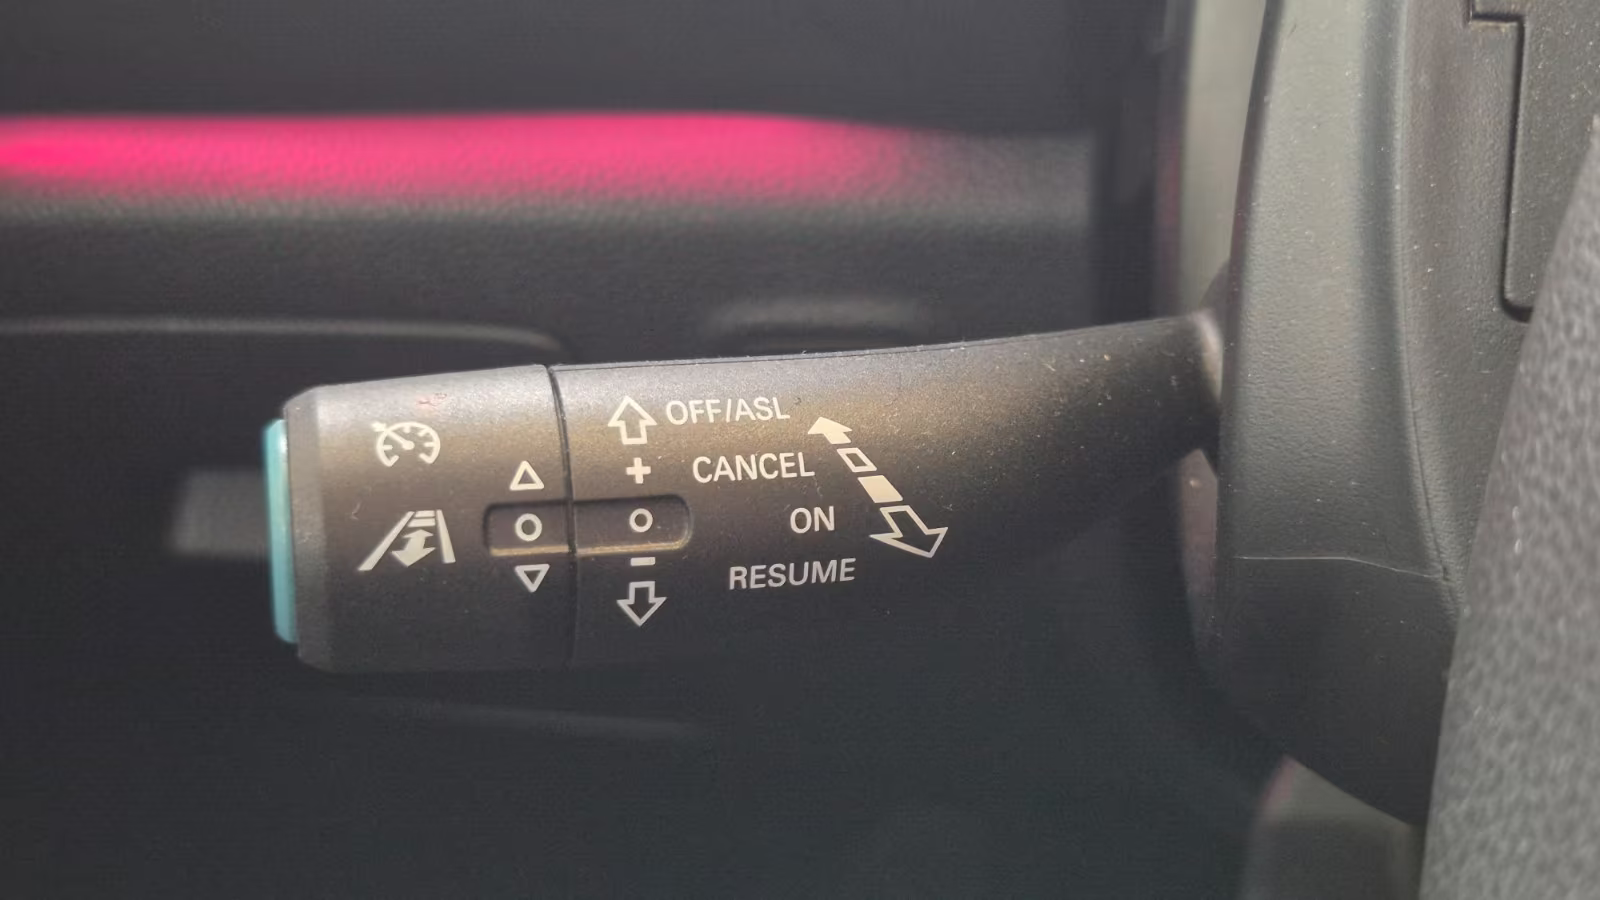 OFF/ASL
+ CANCEL
ON
− RESUME